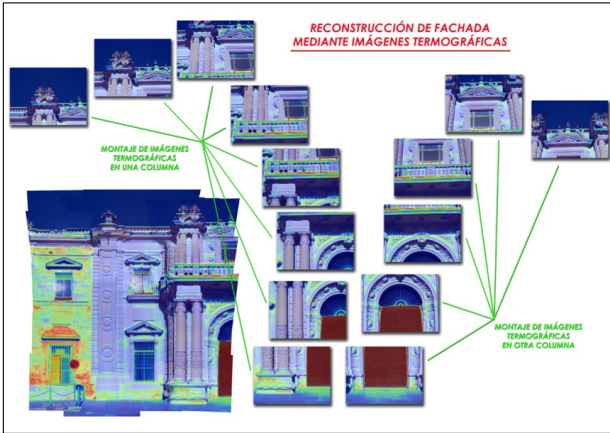 RECONSTRUCCIÓN DE FACHADA
MEDIANTE IMÁGENES TERMOGRÁFICAS
MONTAJE DE IMÁGENES
TERMOGRÁFICAS
EN UNA COLUMNA
MONTAJE DE IMÁGENES
TERMOGRÁFICAS
EN OTRA COLUMNA